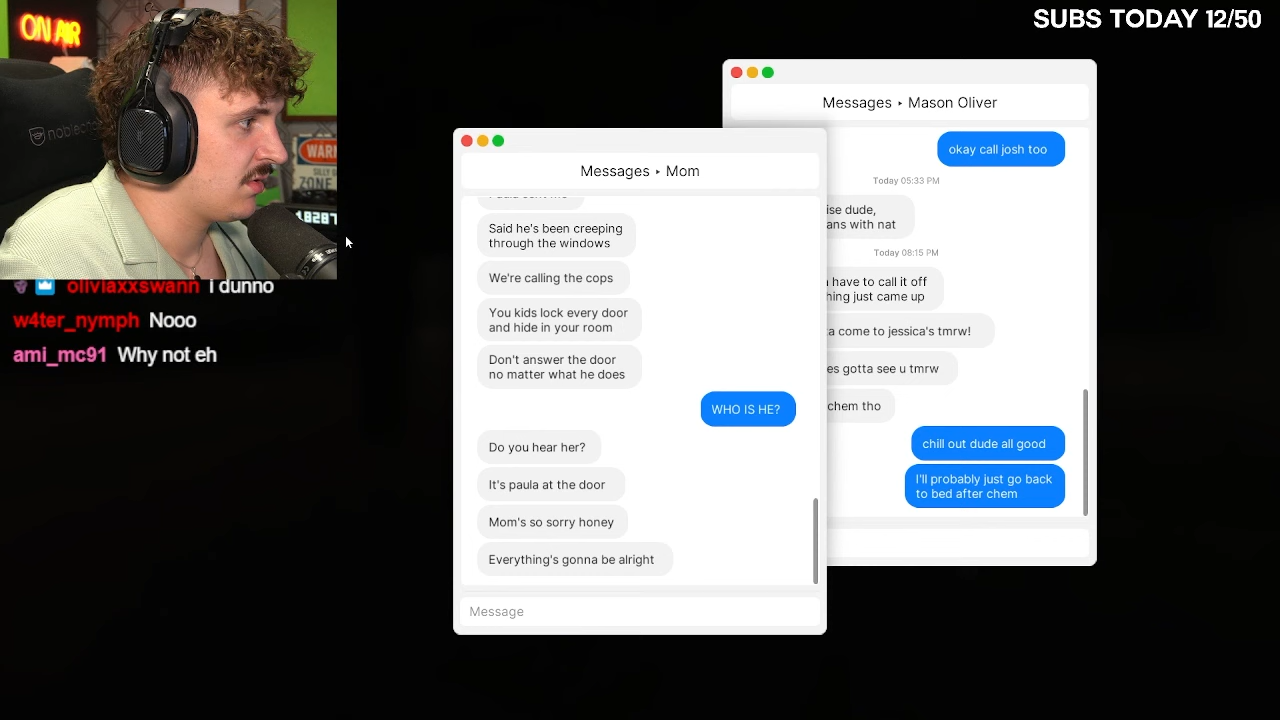 ON AIR
SUBS TODAY 12/50
WARN
ZONE
oliviaxxswann i dunno
w4ter_nymph Nooo
ami_mc91 Why not eh
Messages ‣ Mom
Said he's been creeping
through the windows
We're calling the cops
You kids lock every door
and hide in your room
Don't answer the door
no matter what he does
WHO IS HE?
Do you hear her?
It's paula at the door
Mom's so sorry honey
Everything's gonna be alright
Message
Messages ‣ Mason Oliver
okay call josh too
Today 05:33 PM
ise dude,
ans with nat
Today 08:15 PM
have to call it off
hing just came up
a come to jessica's tmrw!
es gotta see u tmrw
chem tho
chill out dude all good
I'll probably just go back
to bed after chem